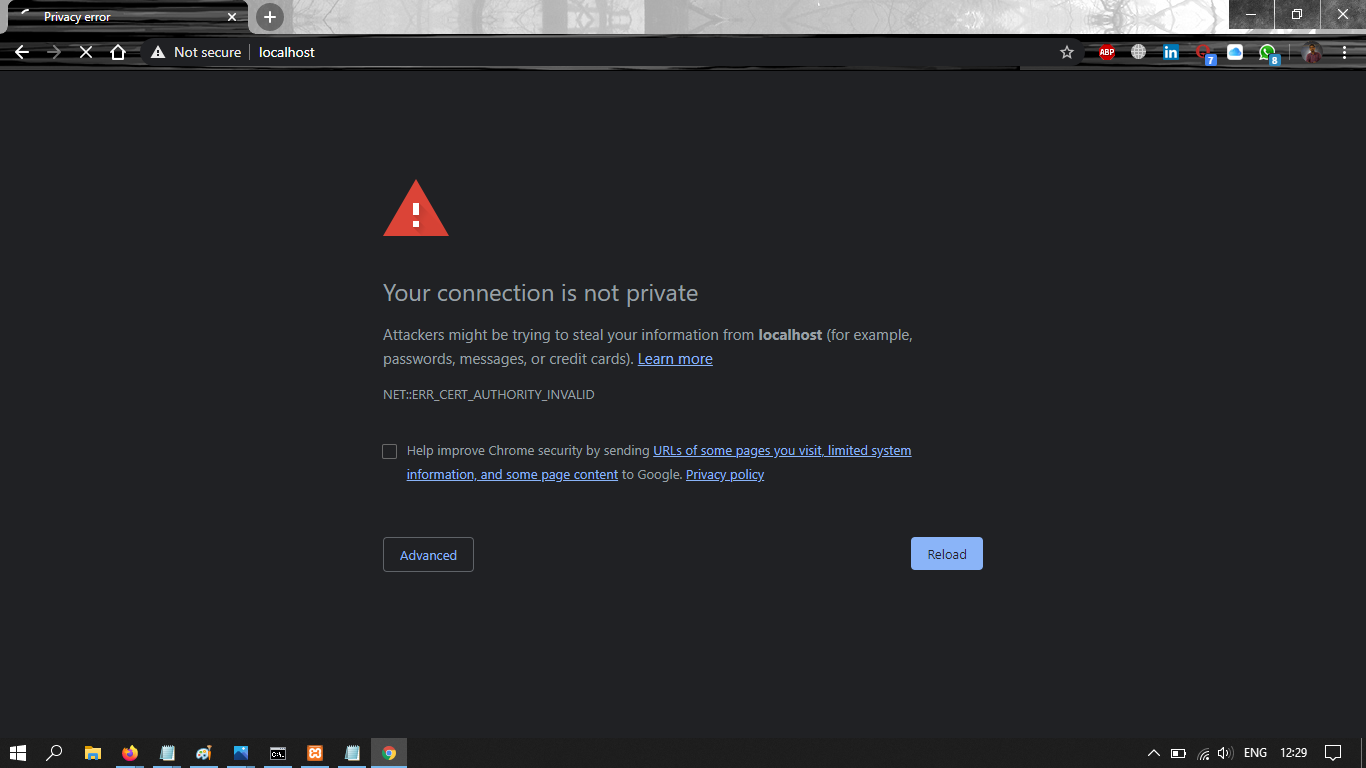 Privacy error
Not secure localhost
ABP
in
7
8
Your connection is not private
Attackers might be trying to steal your information from localhost (for example,
passwords, messages, or credit cards). Learn more
NET::ERR_CERT_AUTHORITY_INVALID
Help improve Chrome security by sending URLs of some pages you visit, limited system
information, and some page content to Google. Privacy policy
Advanced
Reload
C:\.
ENG
12:29